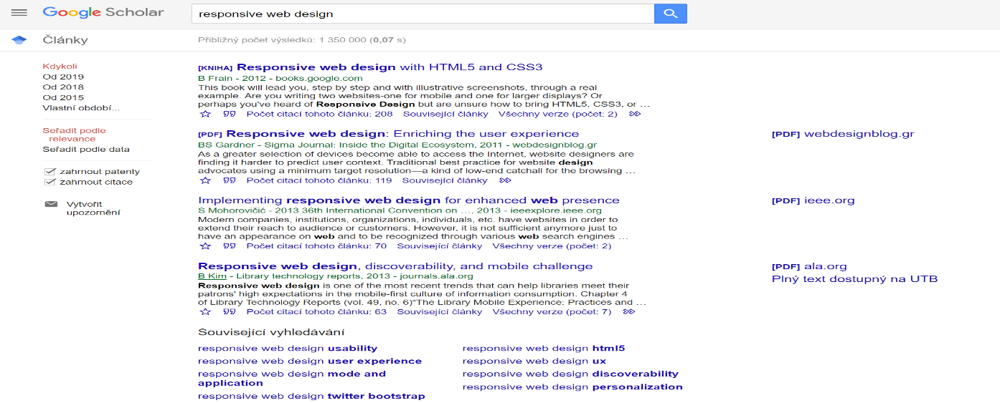 Google Scholar
responsive web design
Články
Přibližný počet výsledků: 1 350 000 (0,07 s)
Kdykoli
Od 2019
Od 2018
Od 2015
Vlastní období...
Seřadit podle
relevance
Seřadit podle data
zahrnout patenty
zahrnout citace
Vytvořit
upozornění
[KNIHA] Responsive web design with HTML5 and CSS3
B Frain - 2012 - books.google.com
This book will lead you, step by step and with illustrative screenshots, through a real
example. Are you writing two websites-one for mobile and one for larger displays? Or
perhaps you've heard of Responsive Design but are unsure how to bring HTML5, CSS3, or …
Počet citací tohoto článku: 208 Související články Všechny verze (počet: 2)
[PDF] Responsive web design: Enriching the user experience
BS Gardner - Sigma Journal: Inside the Digital Ecosystem, 2011 - webdesignblog.gr
As a greater selection of devices become able to access the Internet, website designers are
finding it harder to predict user context. Traditional best practice for website design
advocates using a minimum target resolution—a kind of low-end catchall for the browsing …
Počet citací tohoto článku: 119 Související články
[PDF] webdesignblog.gr
Implementing responsive web design for enhanced web presence
S Mohorovičić - 2013 36th International Convention on …, 2013 - ieeexplore.ieee.org
Modern companies, institutions, organizations, individuals, etc. have websites in order to
extend their reach to audience or customers. However, it is not sufficient anymore just to
have an appearance on web and to be recognized through various web search engines …
Počet citací tohoto článku: 70 Související články Všechny verze (počet: 2)
[PDF] ieee.org
Responsive web design, discoverability, and mobile challenge
B Kim - Library technology reports, 2013 - journals.ala.org
Responsive web design is one of the most recent trends that can help libraries meet their
patrons' high expectations in the mobile-first culture of information consumption. Chapter 4
of Library Technology Reports (vol. 49, no. 6)"The Library Mobile Experience: Practices and …
Počet citací tohoto článku: 63 Související články Všechny verze (počet: 7)
[PDF] ala.org
Plný text dostupný na UTB
Související vyhledávání
responsive web design usability
responsive web design user experience
responsive web design mode and
application
responsive web design twitter bootstrap
responsive web design html5
responsive web design ux
responsive web design discoverability
responsive web design personalization